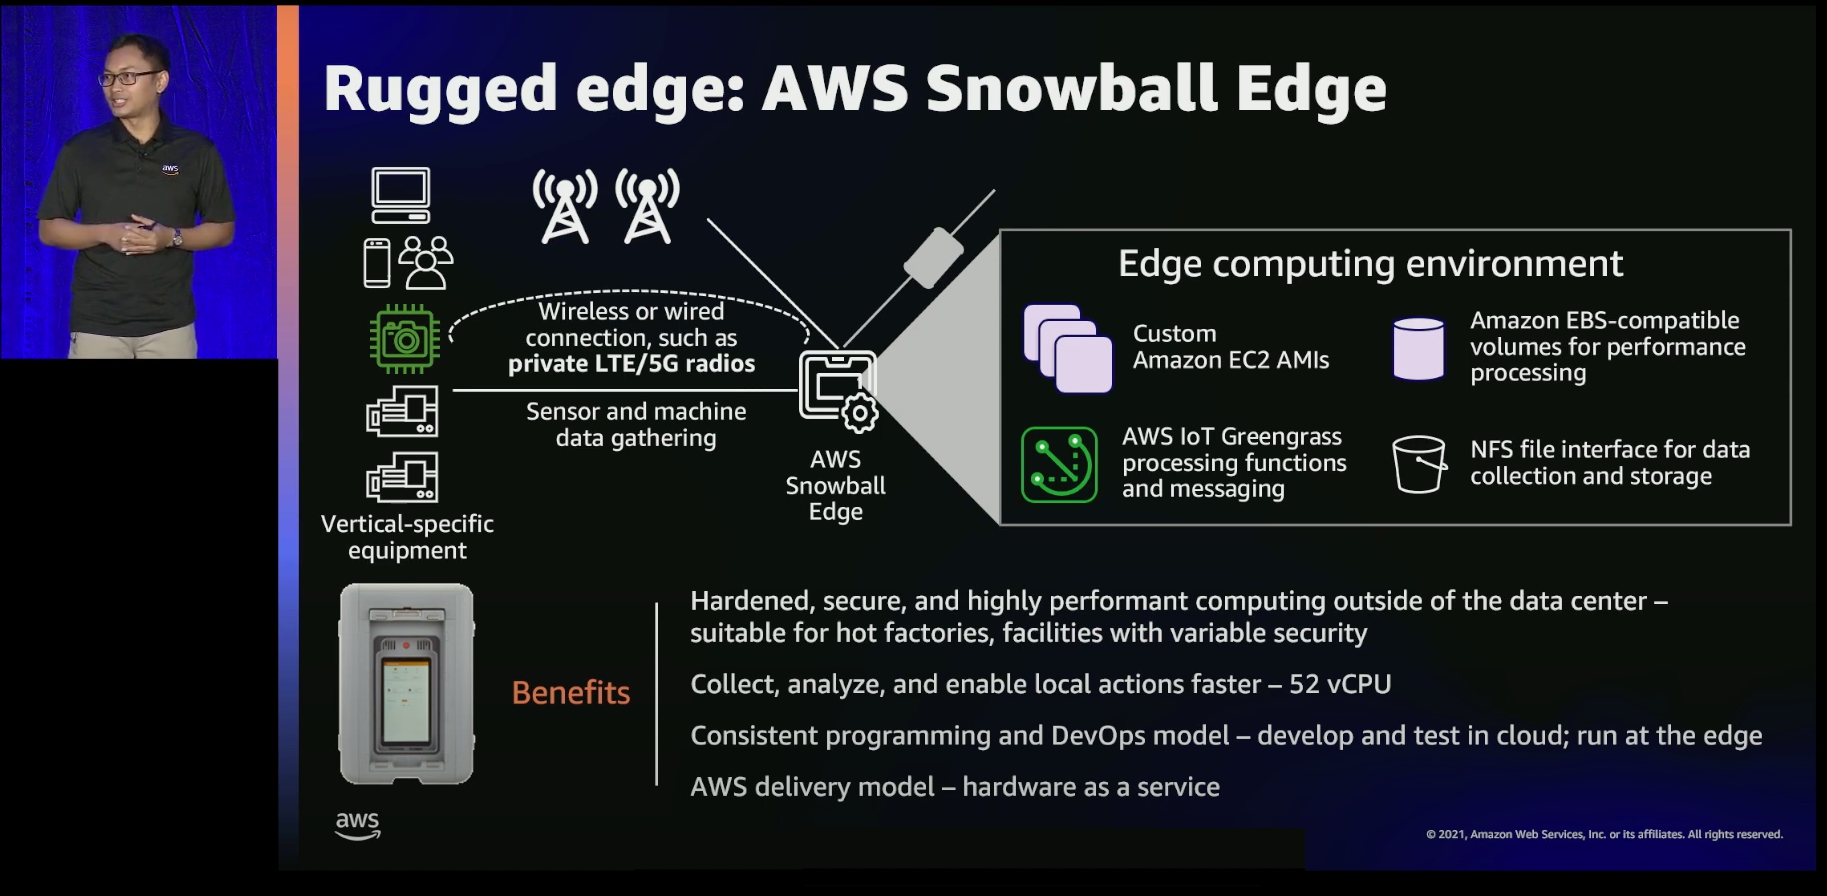 Rugged edge: AWS Snowball Edge
aws
Wireless or wired
connection, such as
private LTE/5G radios
Sensor and machine
data gathering
AWS
Snowball
Edge
Vertical-specific
equipment
Edge computing environment
Custom
Amazon EC2 AMIs
Amazon EBS-compatible
volumes for performance
processing
AWS IoT Greengrass
processing functions
and messaging
NFS file interface for data
collection and storage
Benefits
Hardened, secure, and highly performant computing outside of the data center –
suitable for hot factories, facilities with variable security
Collect, analyze, and enable local actions faster – 52 vCPU
Consistent programming and DevOps model – develop and test in cloud; run at the edge
AWS delivery model – hardware as a service
aws
© 2021, Amazon Web Services, Inc. or its affiliates. All rights reserved.